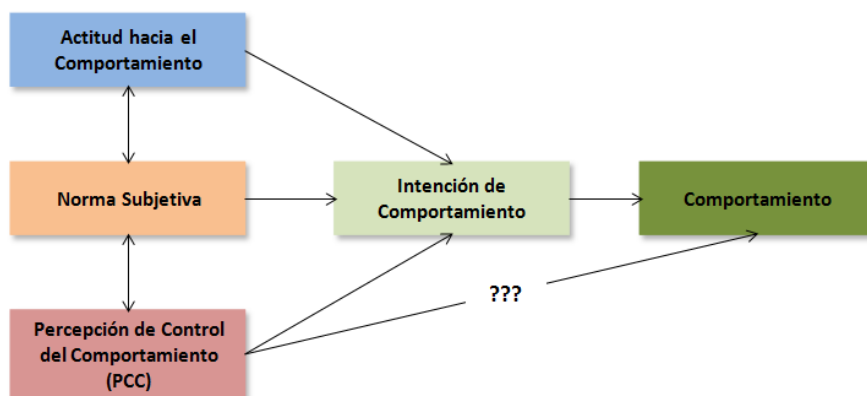 Actitud hacia el
Comportamiento
Norma Subjetiva
Intención de
Comportamiento
Comportamiento
???
Percepción de Control
del Comportamiento
(PCC)